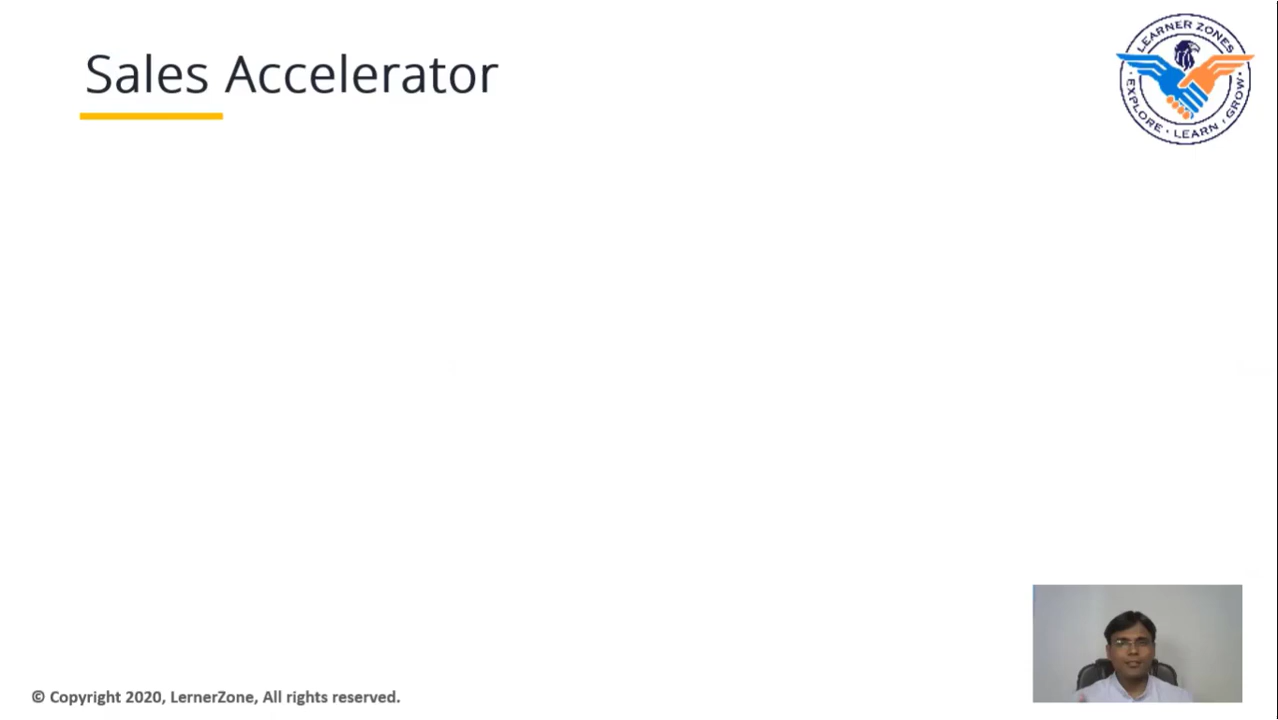 Sales Accelerator
LEARNER ZONES
EXPLORE · LEARN · GROW
© Copyright 2020, LernerZone, All rights reserved.